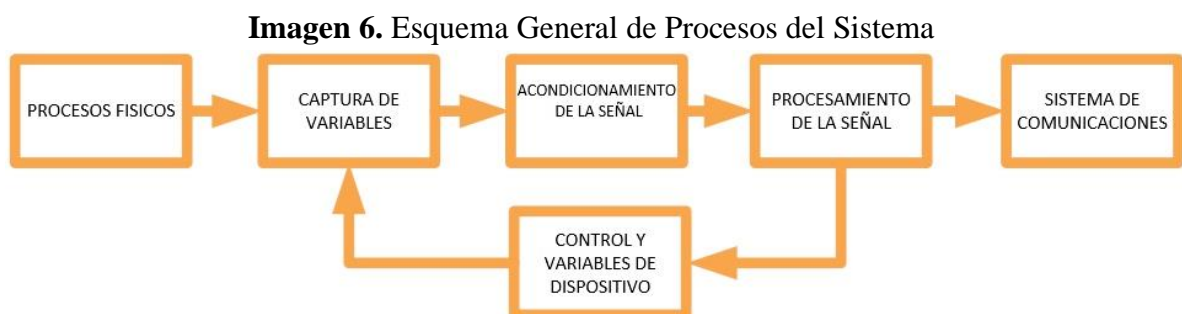 Imagen 6. Esquema General de Procesos del Sistema
PROCESOS FISICOS
CAPTURA DE
VARIABLES
ACONDICIONAMIENTO
DE LA SEÑAL
PROCESAMIENTO
DE LA SEÑAL
SISTEMA DE
COMUNICACIONES
CONTROL Y
VARIABLES DE
DISPOSITIVO